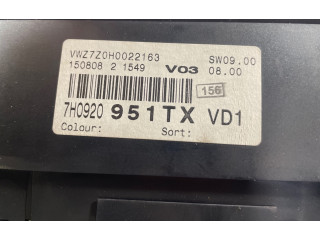 VWZ7Z0H0022163 SW09.00
150808 2 1549 V03 08.00
156
7H0920 951TX VD1
Colour: Sort: